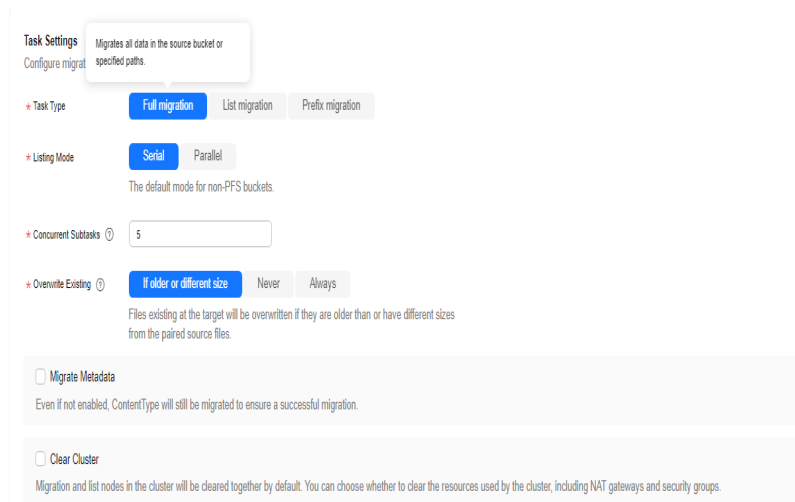 Task Settings
Migrates all data in the source bucket or
specified paths.
Configure migrat
* Task Type
Full migration
List migration
Prefix migration
* Listing Mode
Serial
Parallel
The default mode for non-PFS buckets.
* Concurrent Subtasks ?
5
* Overwrite Existing ?
If older or different size
Never
Always
Files existing at the target will be overwritten if they are older than or have different sizes
from the paired source files.
Migrate Metadata
Even if not enabled, ContentType will still be migrated to ensure a successful migration.
Clear Cluster
Migration and list nodes in the cluster will be cleared together by default. You can choose whether to clear the resources used by the cluster, including NAT gateways and security groups.